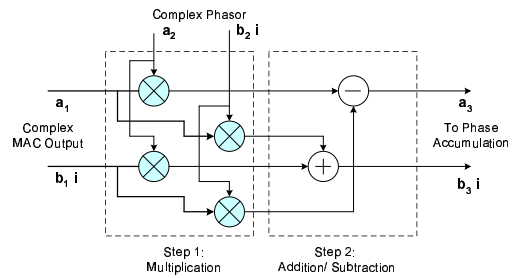 Complex Phasor
a2
b2 i
a1
Complex
MAC Output
b1 i
a3
To Phase
Accumulation
b3 i
Step 1:
Multiplication
Step 2:
Addition/ Subtraction